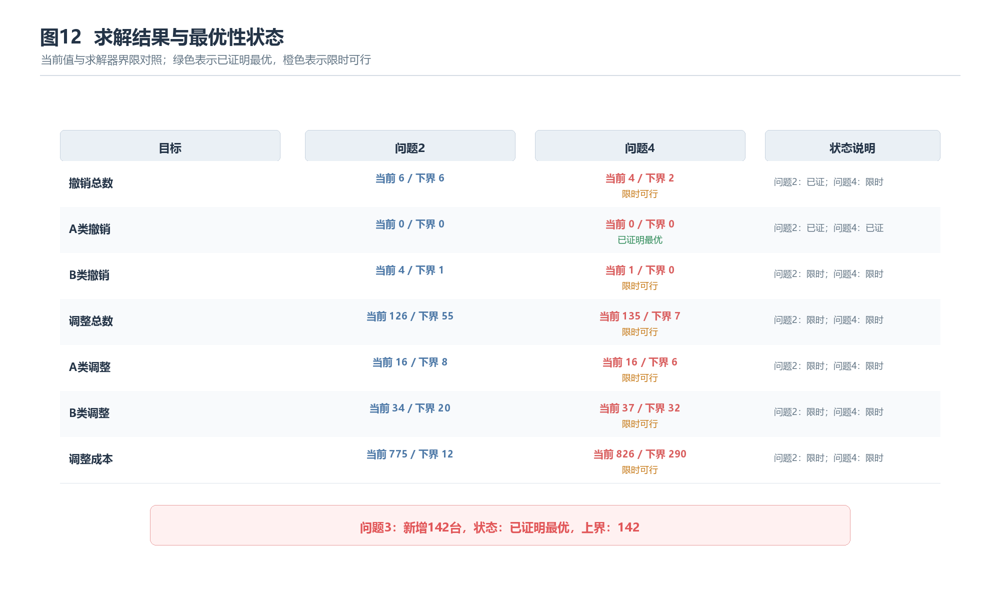 图12 求解结果与最优性状态
当前值与求解器界限对照；绿色表示已证明最优，橙色表示限时可行
目标 问题2 问题4 状态说明
撤销总数 当前 6 / 下界 6 当前 4 / 下界 2 问题2：已证；问题4：限时
限时可行
A类撤销 当前 0 / 下界 0 当前 0 / 下界 0 问题2：已证；问题4：已证
已证明最优
B类撤销 当前 4 / 下界 1 当前 1 / 下界 0 问题2：限时；问题4：限时
限时可行
调整总数 当前 126 / 下界 55 当前 135 / 下界 7 问题2：限时；问题4：限时
限时可行
A类调整 当前 16 / 下界 8 当前 16 / 下界 6 问题2：限时；问题4：限时
限时可行
B类调整 当前 34 / 下界 20 当前 37 / 下界 32 问题2：限时；问题4：限时
限时可行
调整成本 当前 775 / 下界 12 当前 826 / 下界 290 问题2：限时；问题4：限时
限时可行
问题3：新增142台，状态：已证明最优，上界：142